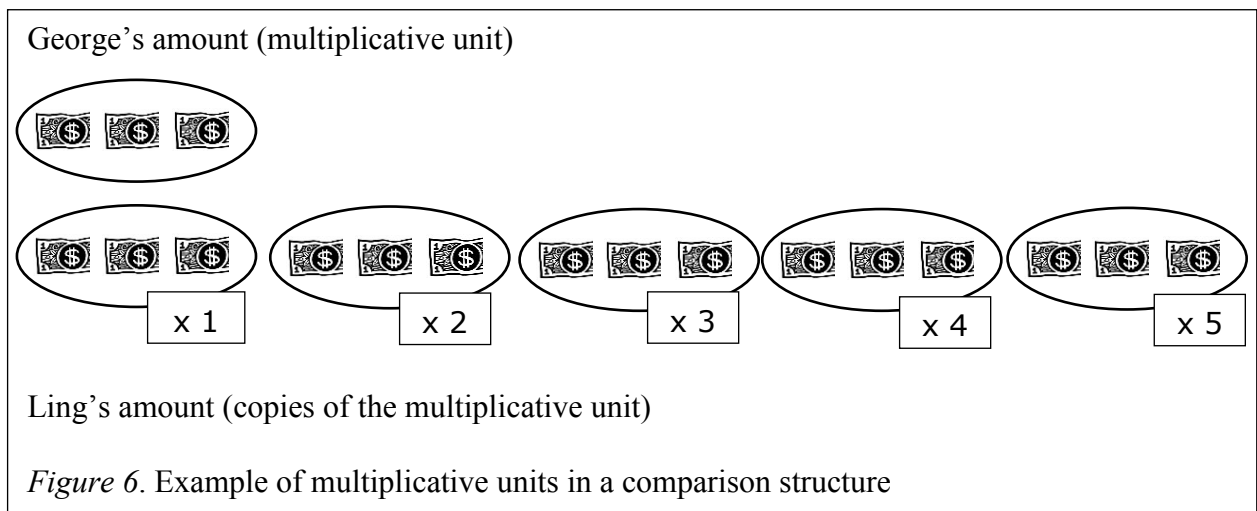 George’s amount (multiplicative unit)
x 1 x 2 x 3 x 4 x 5
Ling’s amount (copies of the multiplicative unit)
Figure 6. Example of multiplicative units in a comparison structure